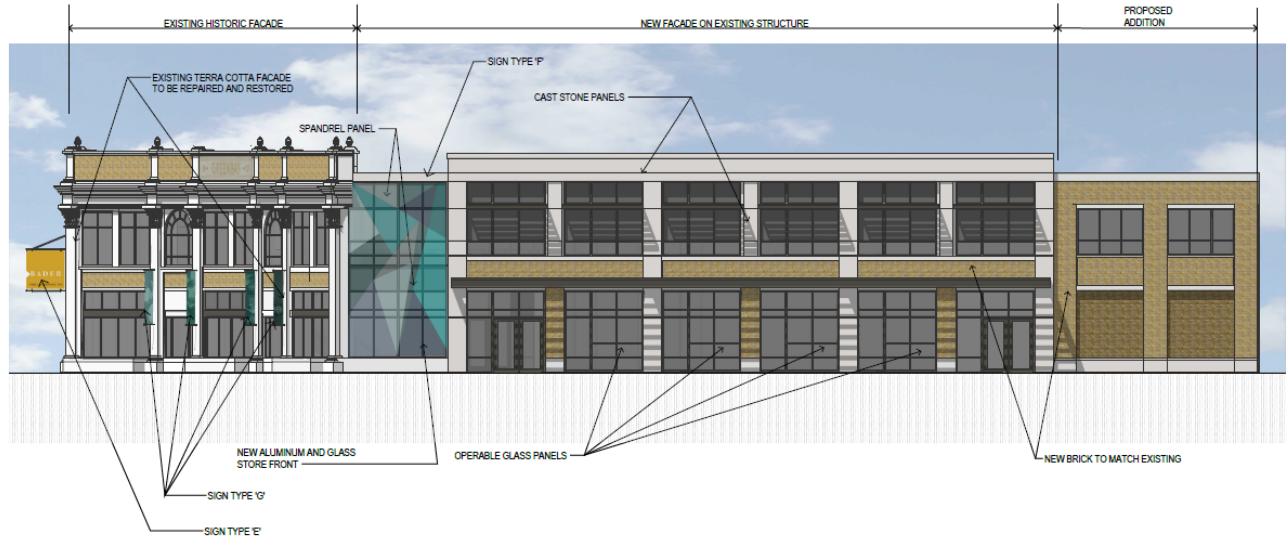 EXISTING HISTORIC FACADE
NEW FACADE ON EXISTING STRUCTURE
PROPOSED
ADDITION
SIGN TYPE 'F'
EXISTING TERRA COTTA FACADE
TO BE REPAIRED AND RESTORED
CAST STONE PANELS
SPANDREL PANEL
BADER
NEW ALUMINUM AND GLASS
STORE FRONT
OPERABLE GLASS PANELS
NEW BRICK TO MATCH EXISTING
SIGN TYPE 'G'
SIGN TYPE 'E'